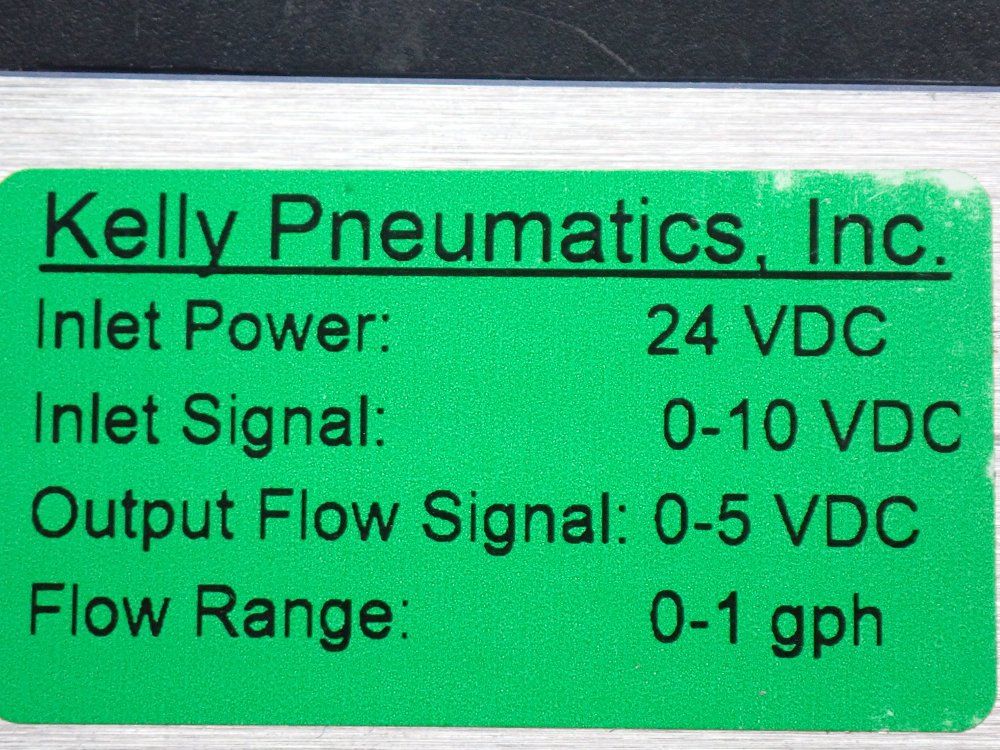 Kelly Pneumatics, Inc.
Inlet Power: 24 VDC
Inlet Signal: 0-10 VDC
Output Flow Signal: 0-5 VDC
Flow Range: 0-1 gph